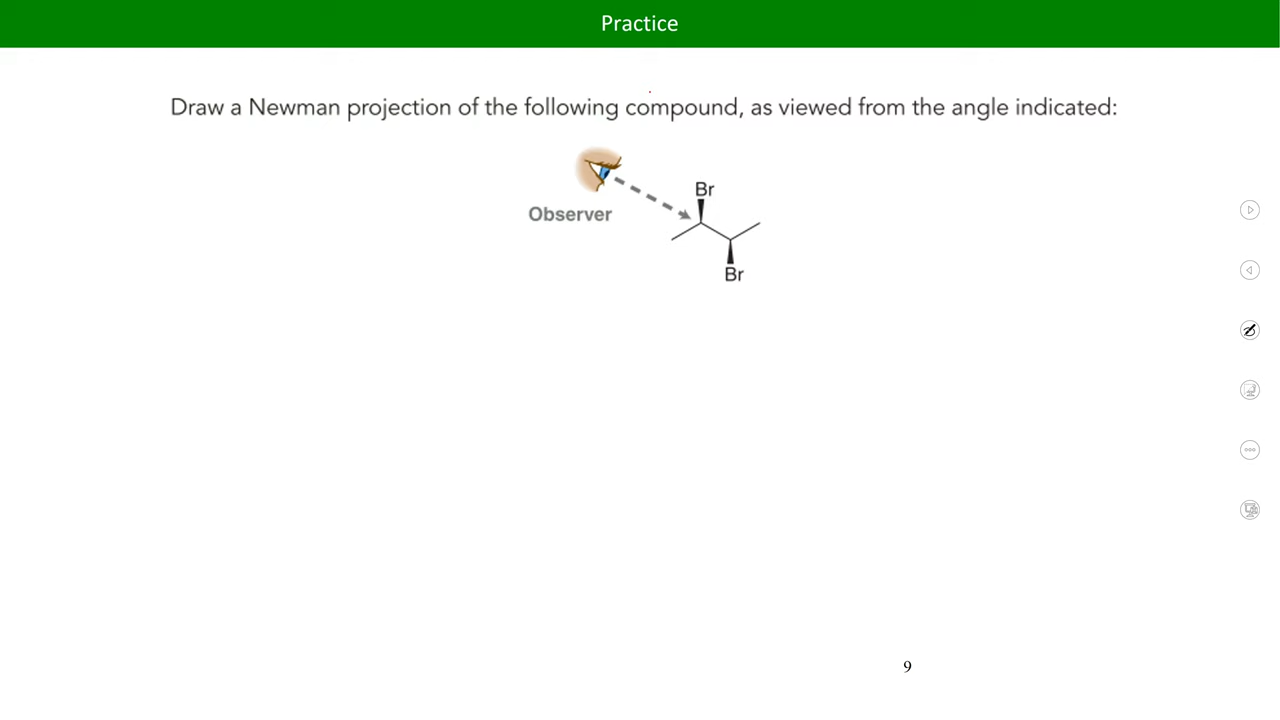 Practice
Draw a Newman projection of the following compound, as viewed from the angle indicated:
Br
Observer
Br
9